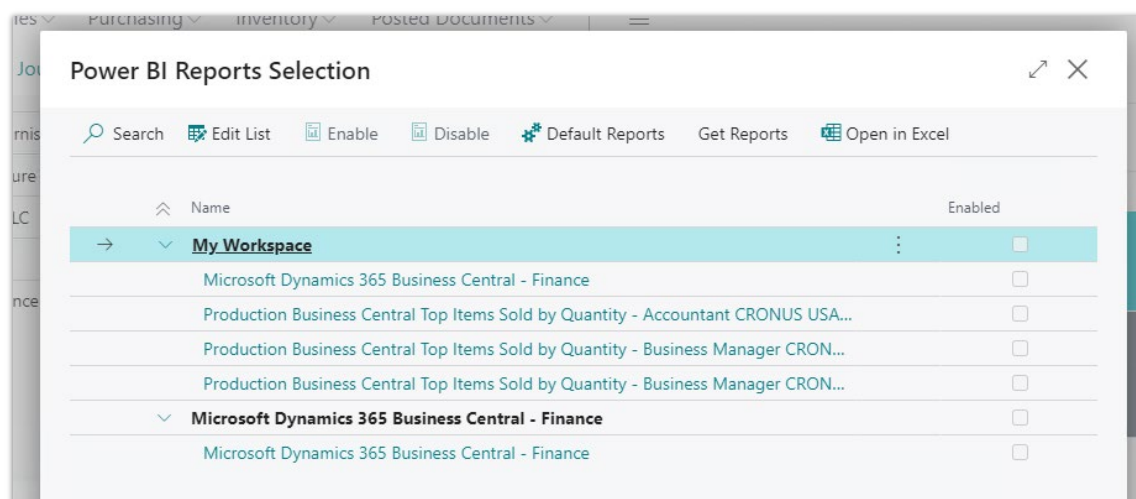 Purchasing Inventory Posted Documents
Power BI Reports Selection
Search Edit List Enable Disable Default Reports Get Reports Open in Excel
Name Enabled
My Workspace
Microsoft Dynamics 365 Business Central - Finance
Production Business Central Top Items Sold by Quantity - Accountant CRONUS USA...
Production Business Central Top Items Sold by Quantity - Business Manager CRON...
Production Business Central Top Items Sold by Quantity - Business Manager CRON...
Microsoft Dynamics 365 Business Central - Finance
Microsoft Dynamics 365 Business Central - Finance